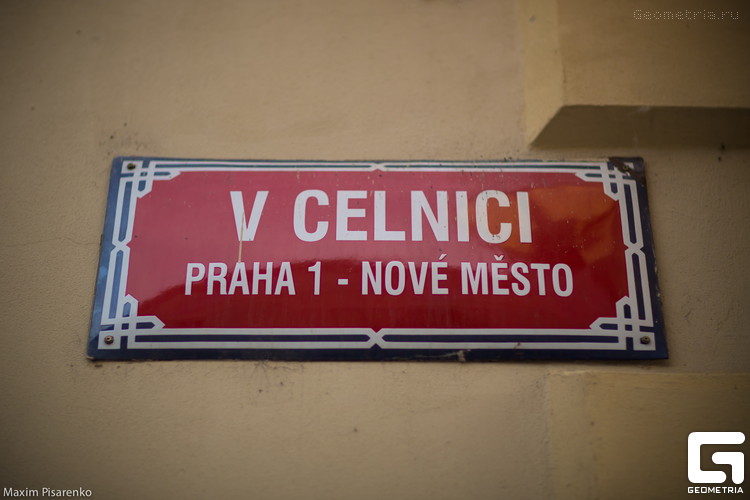 Geometria.ru
V CELNICI
PRAHA 1 - NOVÉ MĚSTO
Maxim Pisarenko
GEOMETRIA